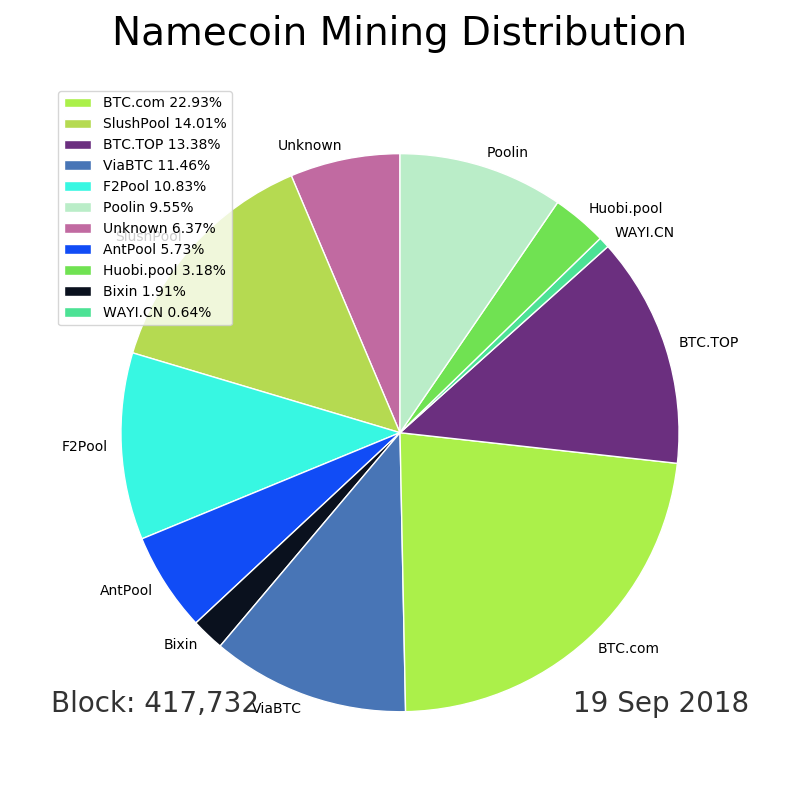 Namecoin Mining Distribution
BTC.com 22.93%
SlushPool 14.01%
BTC.TOP 13.38%
ViaBTC 11.46%
F2Pool 10.83%
Poolin 9.55%
Unknown 6.37%
AntPool 5.73%
Huobi.pool 3.18%
Bixin 1.91%
WAYI.CN 0.64%
SlushPool
Unknown
Poolin
Huobi.pool
WAYI.CN
BTC.TOP
F2Pool
AntPool
Bixin
BTC.com
ViaBTC
Block: 417,732
19 Sep 2018